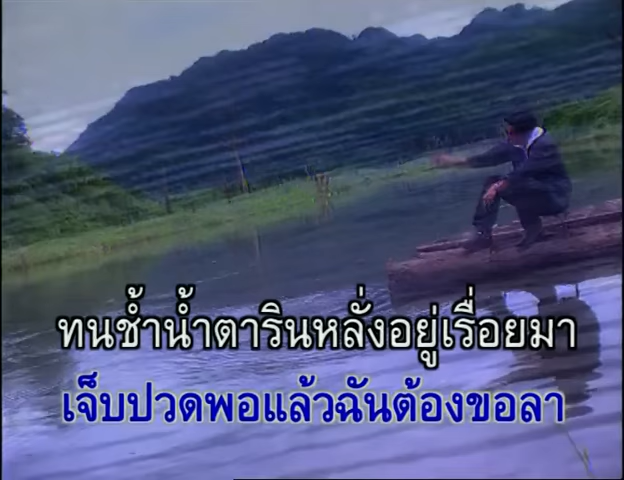 ทนช้ำน้ำตารินหลั่งอยู่เรื่อยมา
เจ็บปวดพอแล้วฉันต้องขอลา